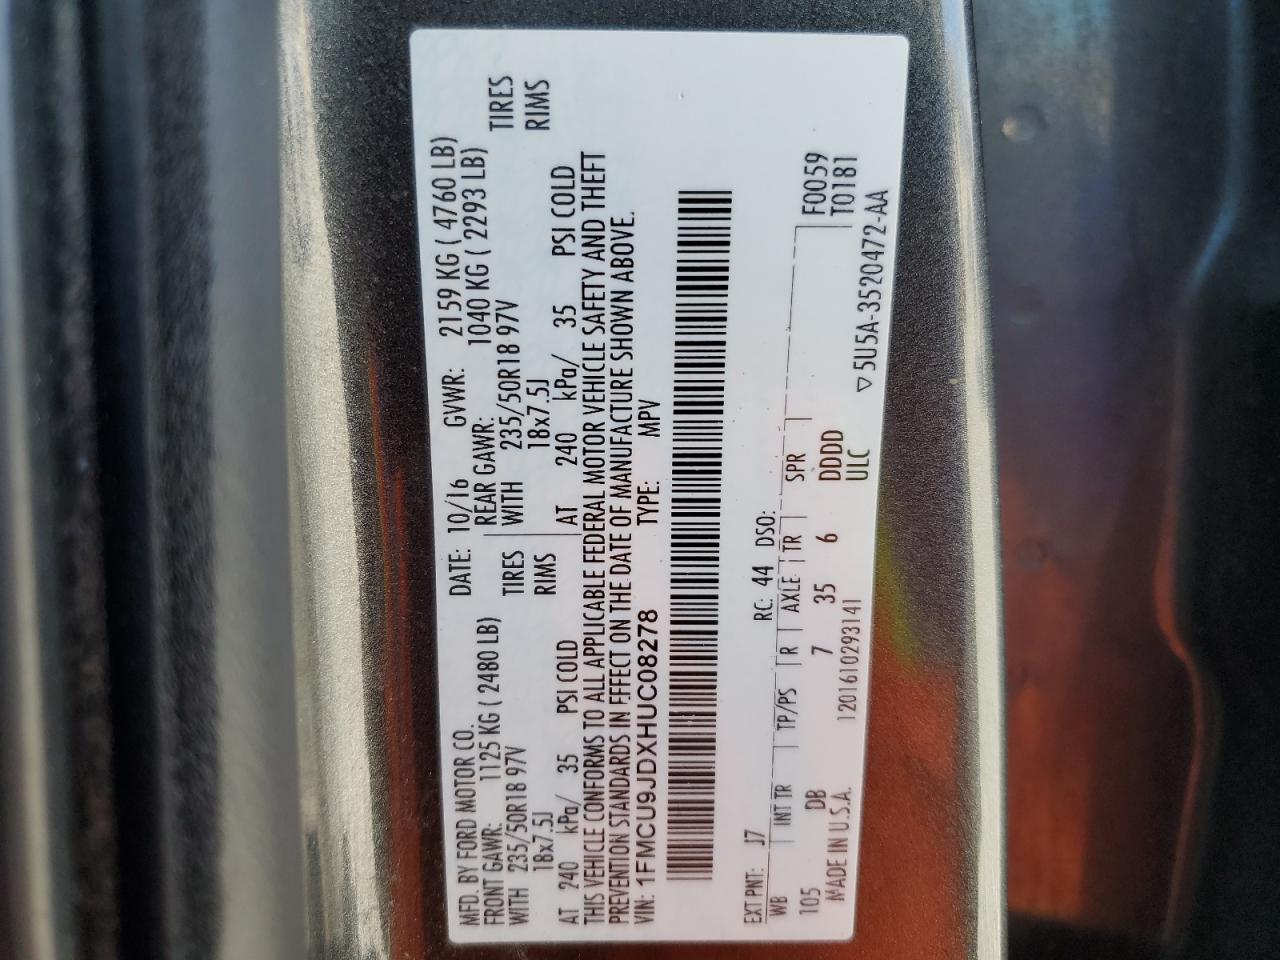 MFD. BY FORD MOTOR CO. DATE: 10/16 GVWR: 2159 KG ( 4760 LB)
FRONT GAWR: 1125 KG ( 2480 LB) REAR GAWR: 1040 KG ( 2293 LB)
WITH 235/50R18 97V TIRES WITH 235/50R18 97V TIRES
18x7.5J RIMS 18x7.5J RIMS
AT 240 kPa/ 35 PSI COLD AT 240 kPa/ 35 PSI COLD
THIS VEHICLE CONFORMS TO ALL APPLICABLE FEDERAL MOTOR VEHICLE SAFETY AND THEFT
PREVENTION STANDARDS IN EFFECT ON THE DATE OF MANUFACTURE SHOWN ABOVE.
VIN: 1FMCU9JDXHUC08278 TYPE: MPV
EXT PNT: J7 RC: 44 DSO:
WB INT TR TP/PS R AXLE TR SPR F0059
105 DB 7 35 6 DDDD T0181
MADE IN U.S.A. 1201610293141 ULC
▽ 5U5A-3520472-AA